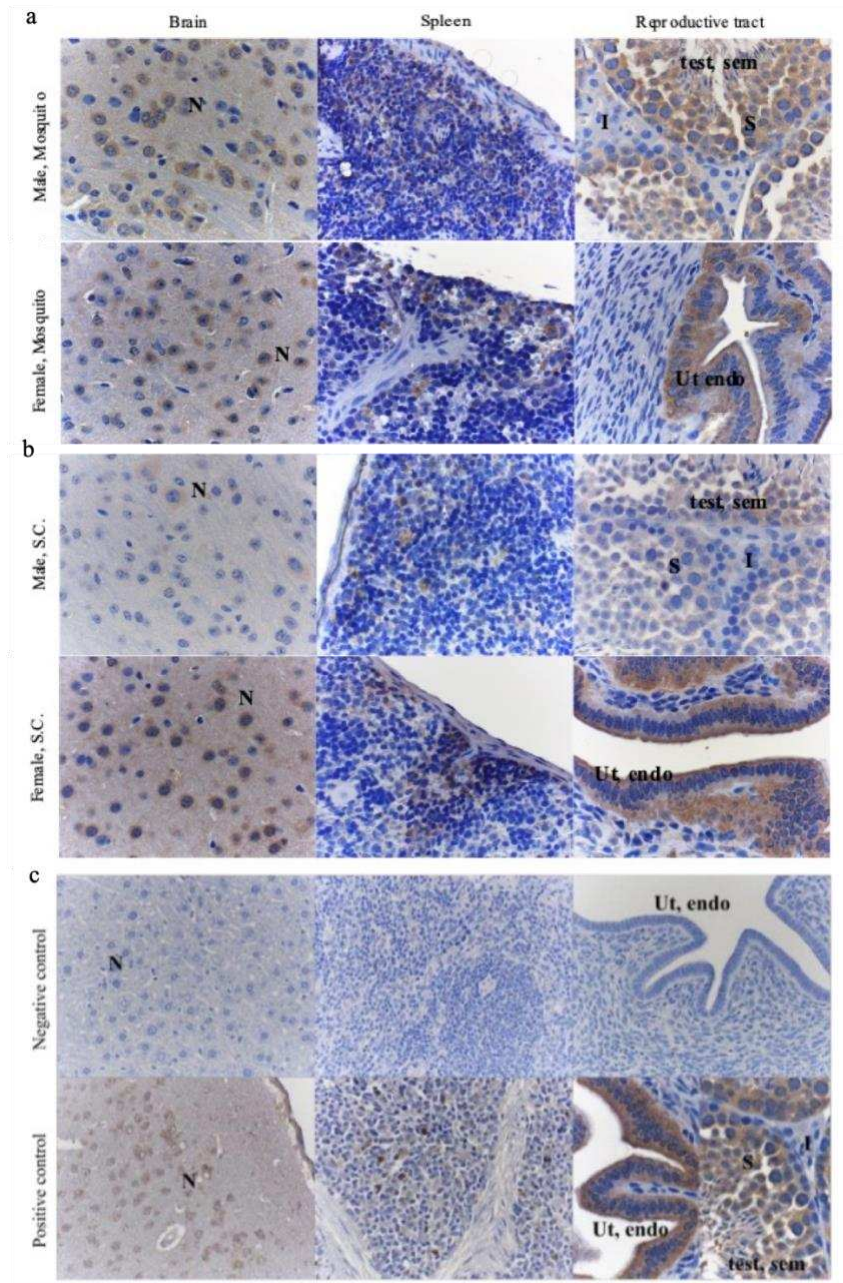 a
Brain Spleen Reproductive tract
Male, Mosquito
N
test, sem
I
S
Female, Mosquito
N
Ut endo
b
Male, S.C.
N
test, sem
S
I
Female, S.C.
N
Ut, endo
c
Negative control
N
Ut, endo
Positive control
N
S
I
Ut, endo
test, sem